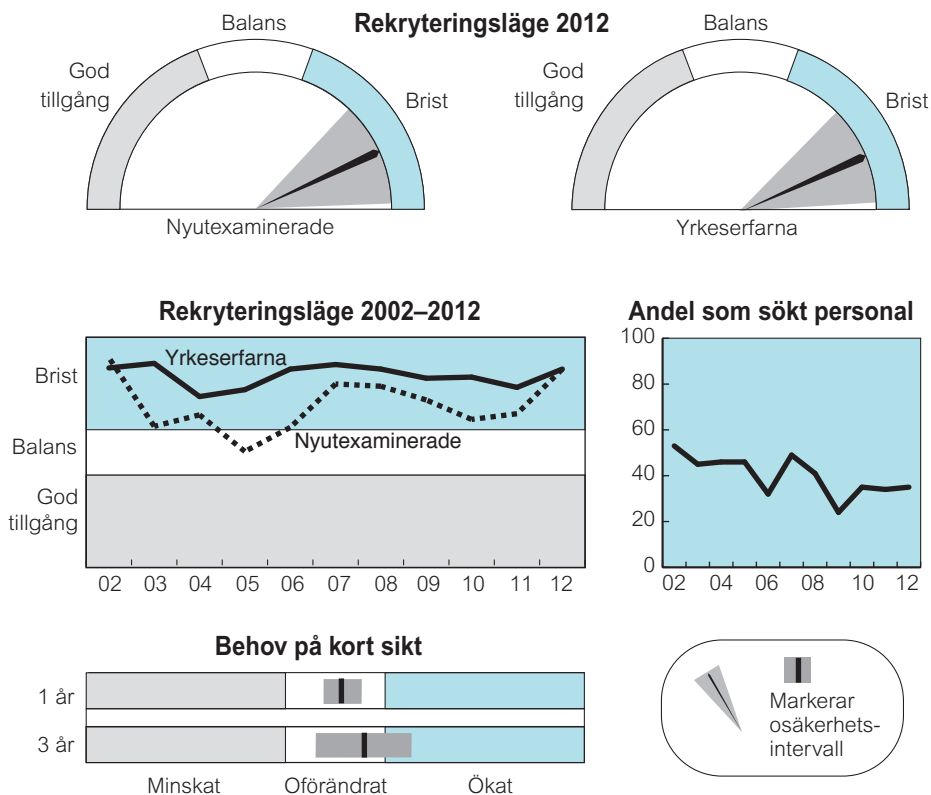 Rekryteringsläge 2012
Balans
God
tillgång
Brist
Nyutexaminerade
Balans
God
tillgång
Brist
Yrkeserfarna
Rekryteringsläge 2002–2012
Brist
Balans
God
tillgång
Yrkeserfarna
Nyutexaminerade
02 03 04 05 06 07 08 09 10 11 12
Andel som sökt personal
100
80
60
40
20
0
02 04 06 08 10 12
Behov på kort sikt
1 år
3 år
Minskat Oförändrat Ökat
Markerar
osäkerhets-
intervall